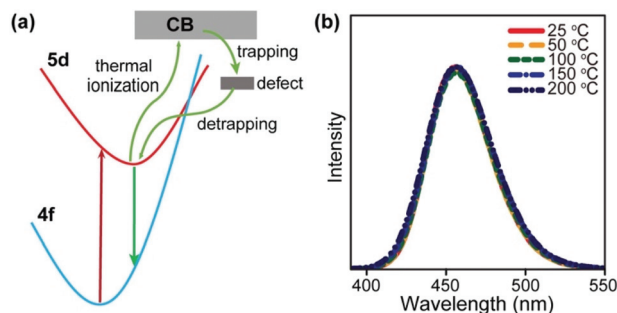 (a)
CB
5d
trapping
thermal
ionization
defect
detrapping
4f
(b)
25 °C
50 °C
100 °C
150 °C
200 °C
Intensity
400 450 500 550
Wavelength (nm)